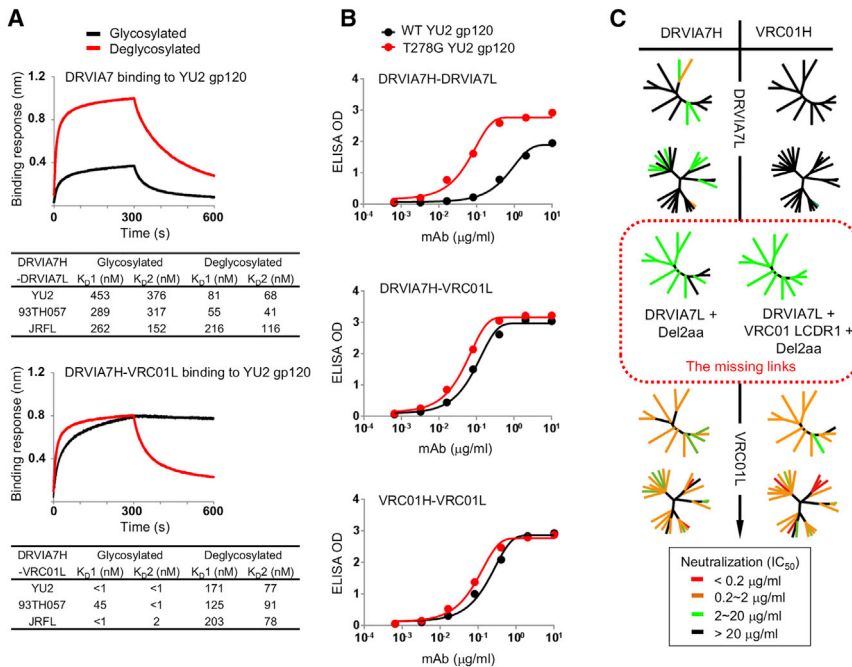 A
Glycosylated
Deglycosylated
DRVIA7 binding to YU2 gp120
Binding response (nm)
1.2
0.8
0.4
0 300 600
Time (s)
DRVIA7H Glycosylated Deglycosylated
-DRVIA7L KD1 (nM) KD2 (nM) KD1 (nM) KD2 (nM)
YU2 453 376 81 68
93TH057 289 317 55 41
JRFL 262 152 216 116
DRVIA7H-VRC01L binding to YU2 gp120
Binding response (nm)
1.2
0.8
0.4
0 300 600
Time (s)
DRVIA7H Glycosylated Deglycosylated
-VRC01L KD1 (nM) KD2 (nM) KD1 (nM) KD2 (nM)
YU2 <1 <1 171 77
93TH057 45 <1 125 91
JRFL <1 2 203 78
B
WT YU2 gp120
T278G YU2 gp120
DRVIA7H-DRVIA7L
ELISA OD
4
3
2
1
0
10-4 10-3 10-2 10-1 100 101
mAb (µg/ml)
DRVIA7H-VRC01L
ELISA OD
4
3
2
1
0
10-4 10-3 10-2 10-1 100 101
mAb (µg/ml)
VRC01H-VRC01L
ELISA OD
4
3
2
1
0
10-4 10-3 10-2 10-1 100 101
mAb (µg/ml)
C
DRVIA7H VRC01H
DRVIA7L
DRVIA7L +
Del2aa
DRVIA7L +
VRC01 LCDR1 +
Del2aa
The missing links
VRC01L
Neutralization (IC50)
< 0.2 µg/ml
0.2~2 µg/ml
2~20 µg/ml
> 20 µg/ml